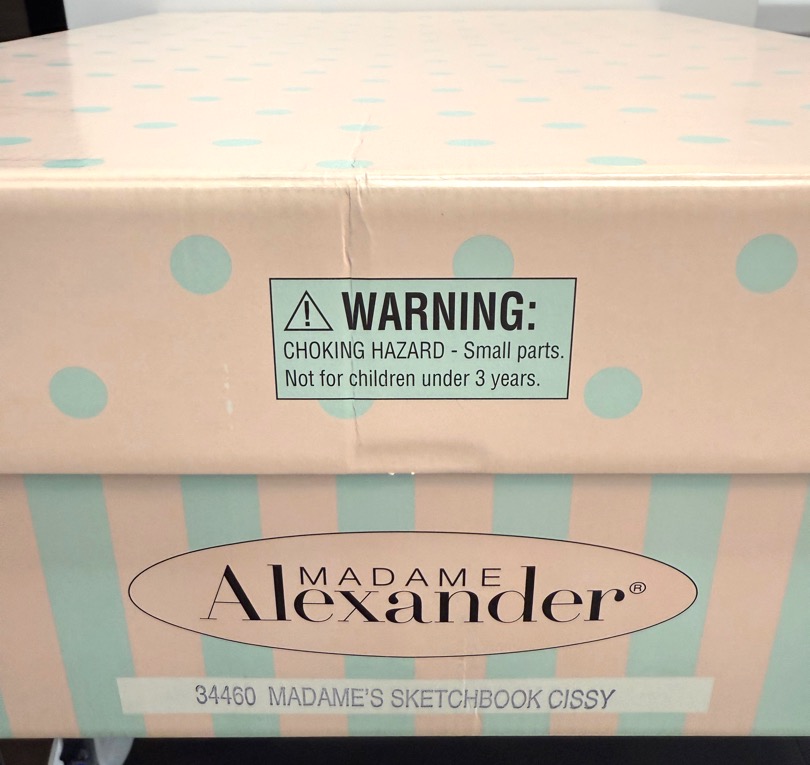 WARNING:
CHOKING HAZARD - Small parts.
Not for children under 3 years.
MADAME
Alexander®
34460 MADAME'S SKETCHBOOK CISSY